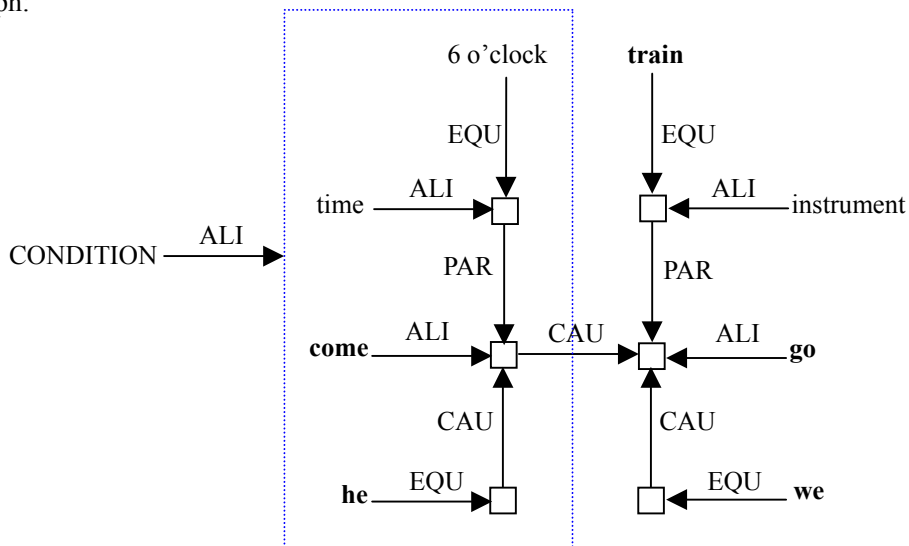 ph.
6 o’clock train
EQU EQU
time ALI ALI instrument
CONDITION ALI
PAR PAR
come ALI CAU ALI go
CAU CAU
he EQU EQU we